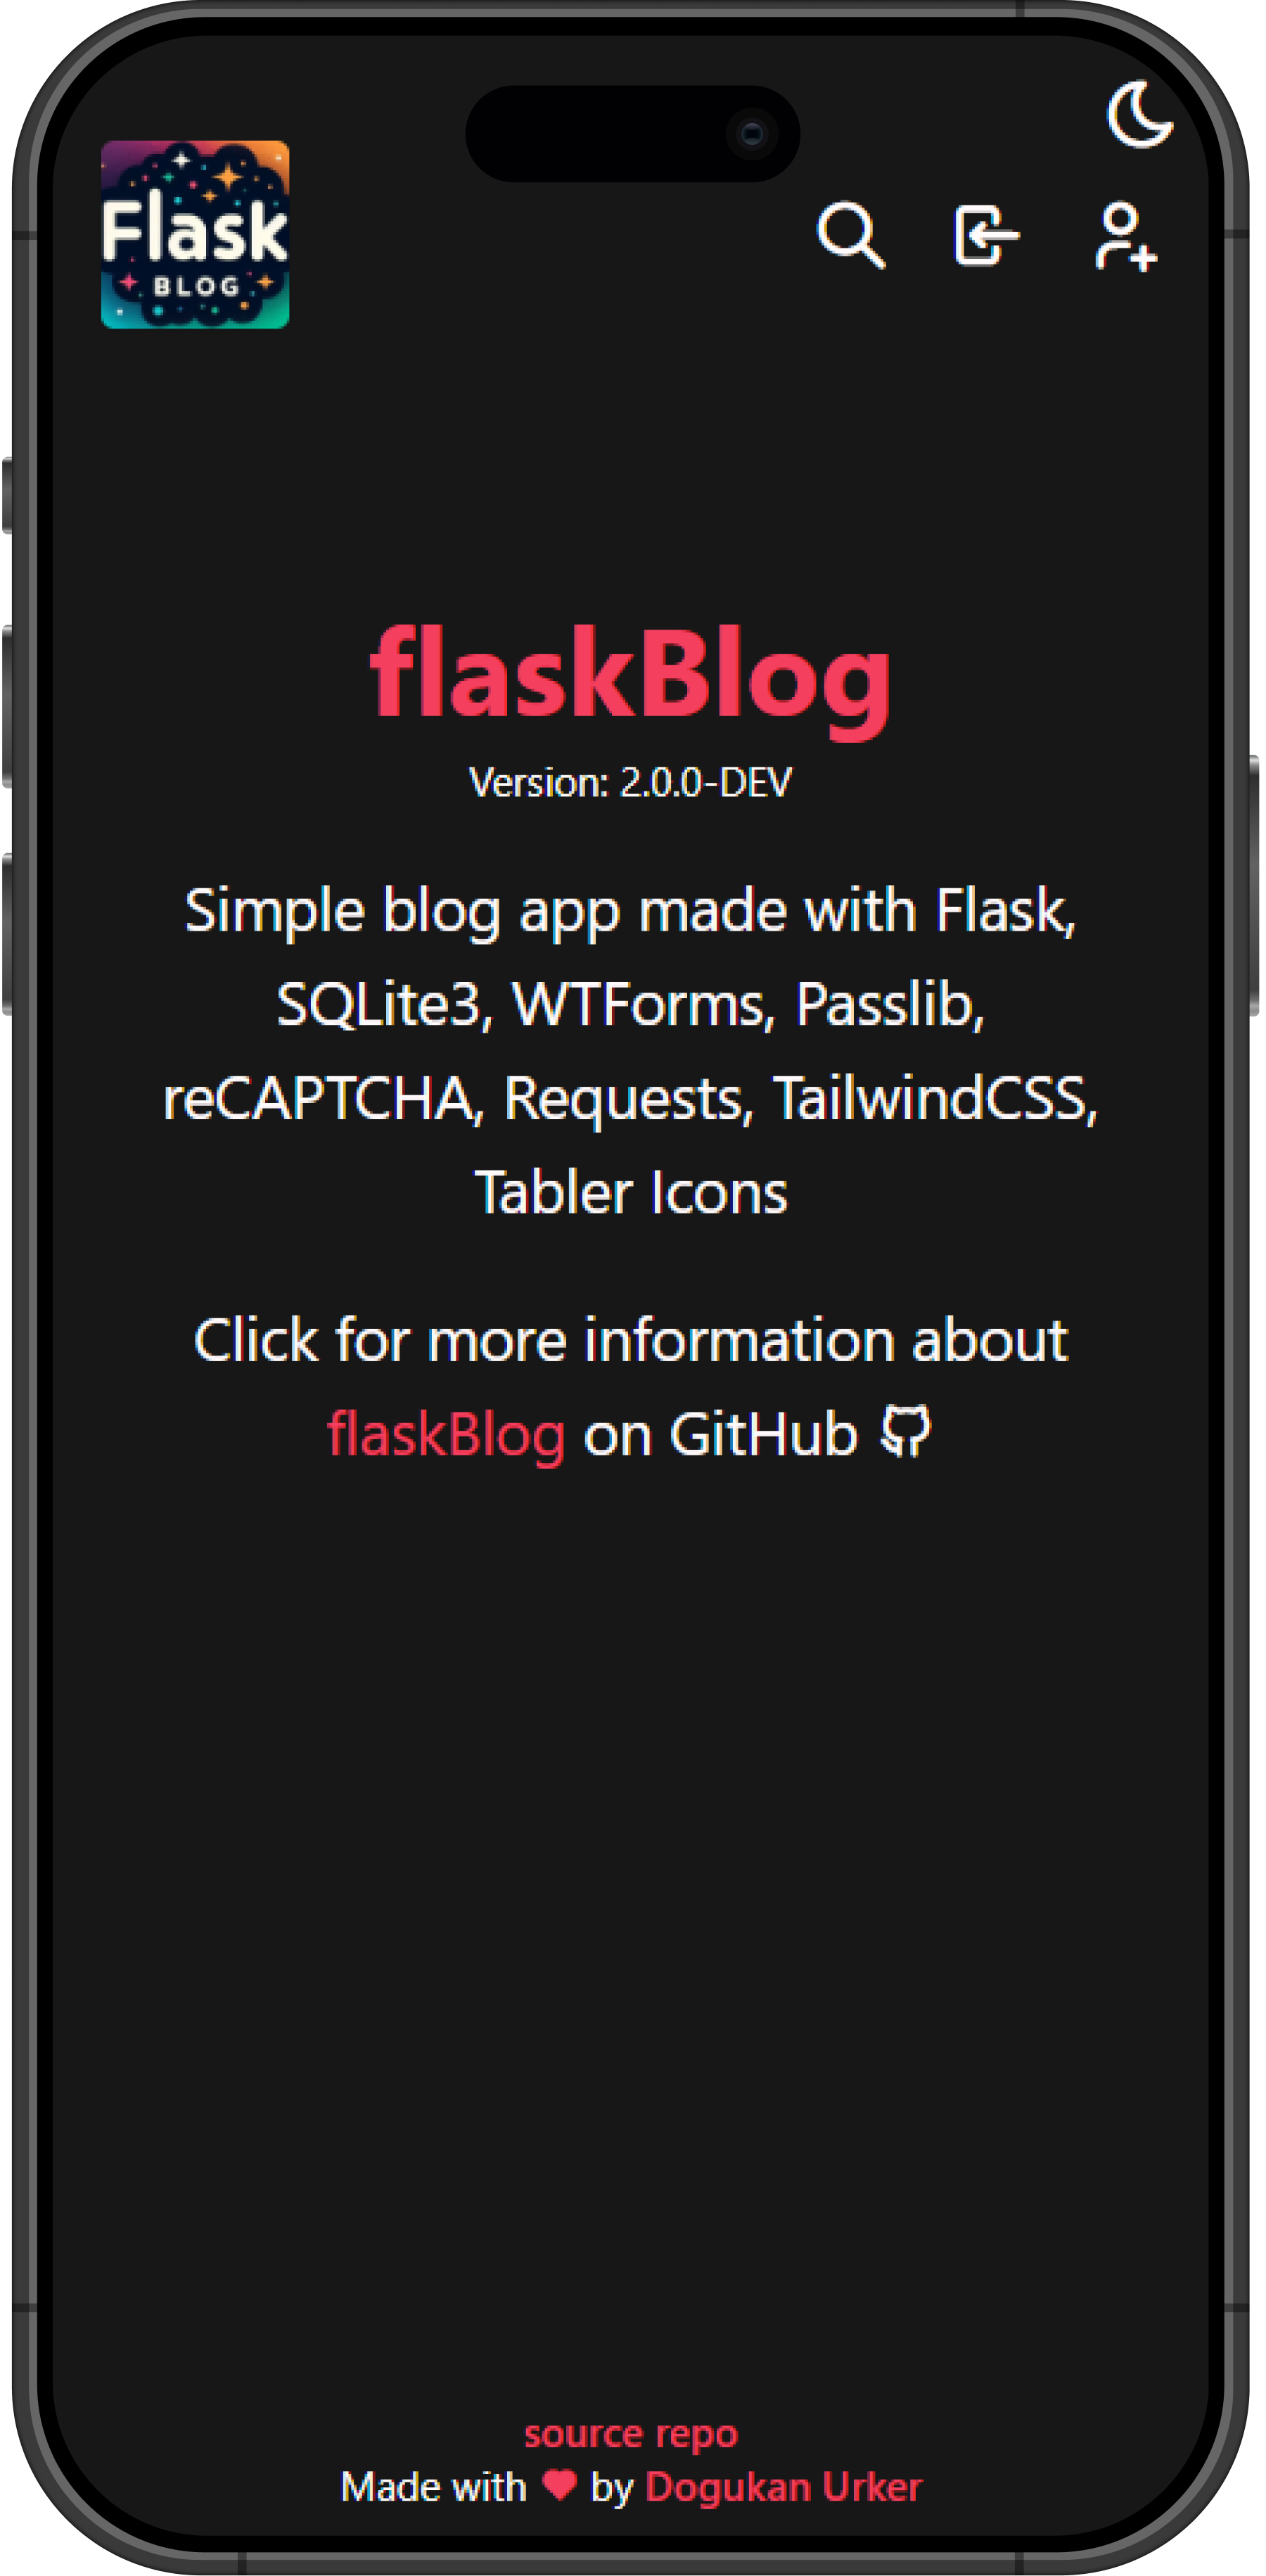 Flask
BLOG
flaskBlog
Version: 2.0.0-DEV
Simple blog app made with Flask,
SQLite3, WTForms, Passlib,
reCAPTCHA, Requests, TailwindCSS,
Tabler Icons
Click for more information about
flaskBlog on GitHub
source repo
Made with ♥ by Dogukan Urker